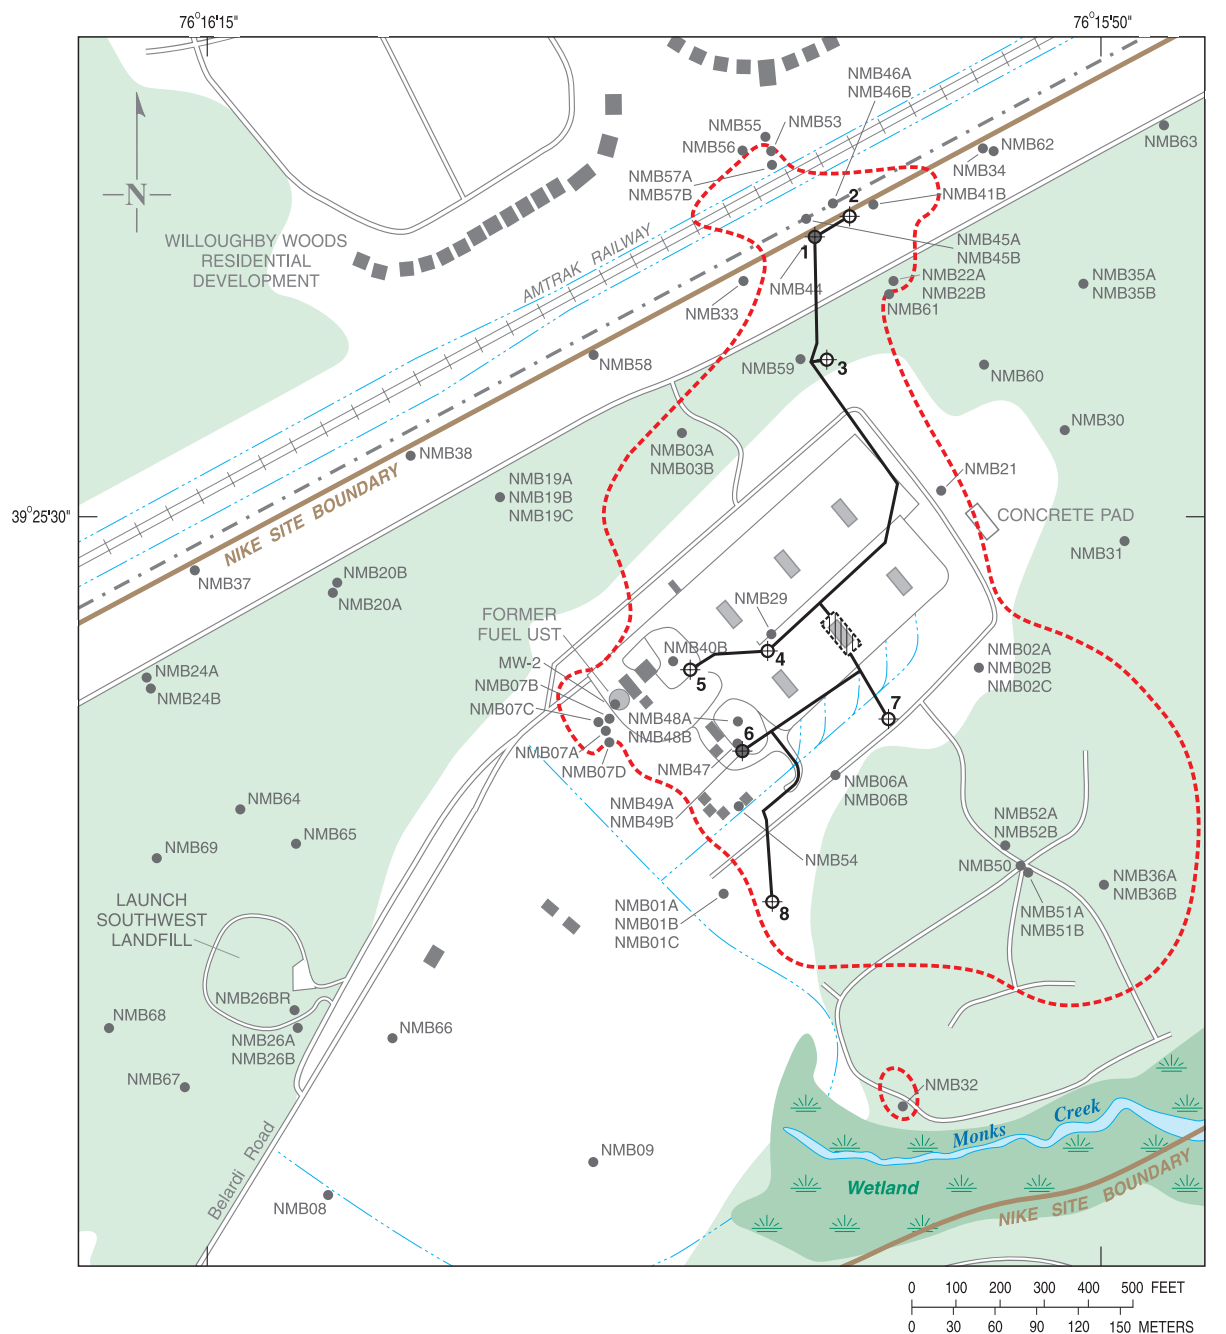 76°16'15"
76°15'50"
NMB46A
NMB46B
NMB55
NMB53
NMB56
NMB62
NMB63
NMB34
NMB57A
NMB57B
2
NMB41B
N
WILLOUGHBY WOODS
RESIDENTIAL
DEVELOPMENT
AMTRAK RAILWAY
1
NMB45A
NMB45B
NMB44
NMB22A
NMB22B
NMB35A
NMB35B
NMB33
NMB61
NMB58
NMB59
3
NMB60
NMB30
NMB38
NMB03A
NMB03B
NMB21
NMB19A
NMB19B
NMB19C
39°25'30"
NIKE SITE BOUNDARY
CONCRETE PAD
NMB31
NMB37
NMB20B
NMB20A
NMB29
FORMER
FUEL UST
NMB40B
4
NMB02A
NMB02B
NMB02C
MW-2
NMB24A
NMB24B
5
NMB07B
NMB07C
7
NMB48A
NMB48B
6
NMB07A
NMB07D
NMB47
NMB06A
NMB06B
NMB64
NMB49A
NMB49B
NMB65
NMB52A
NMB52B
NMB69
NMB54
NMB50
NMB36A
NMB36B
LAUNCH
SOUTHWEST
LANDFILL
NMB01A
NMB01B
NMB01C
8
NMB51A
NMB51B
NMB26BR
NMB68
NMB26A
NMB26B
NMB66
NMB67
NMB32
Monks Creek
Belardi Road
NMB09
Wetland
NMB08
NIKE SITE BOUNDARY
0 100 200 300 400 500 FEET
0 30 60 90 120 150 METERS